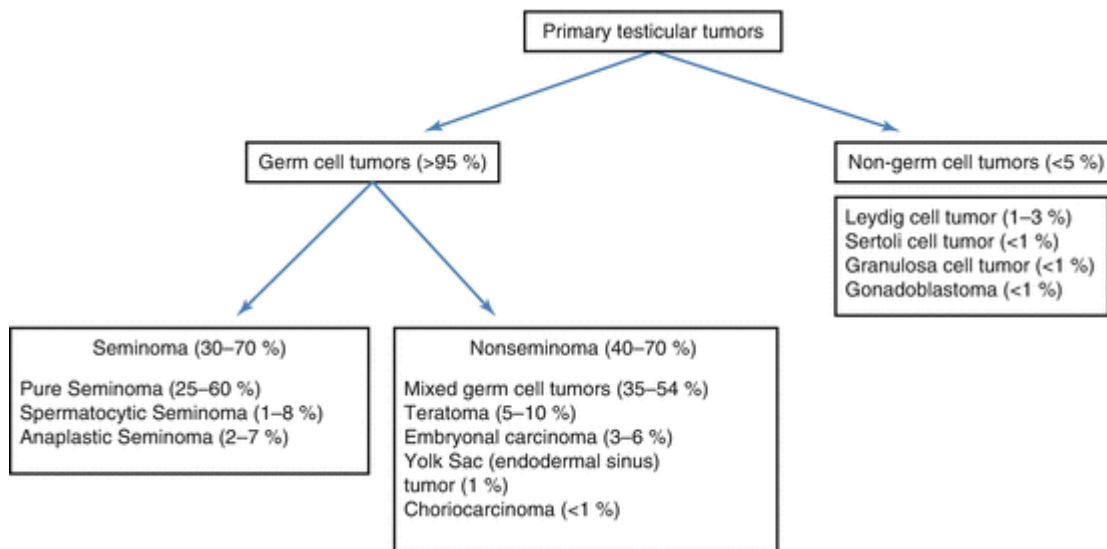 Primary testicular tumors
Germ cell tumors (>95 %)
Non-germ cell tumors (<5 %)
Leydig cell tumor (1–3 %)
Sertoli cell tumor (<1 %)
Granulosa cell tumor (<1 %)
Gonadoblastoma (<1 %)
Seminoma (30–70 %)
Pure Seminoma (25–60 %)
Spermatocytic Seminoma (1–8 %)
Anaplastic Seminoma (2–7 %)
Nonseminoma (40–70 %)
Mixed germ cell tumors (35–54 %)
Teratoma (5–10 %)
Embryonal carcinoma (3–6 %)
Yolk Sac (endodermal sinus)
tumor (1 %)
Choriocarcinoma (<1 %)